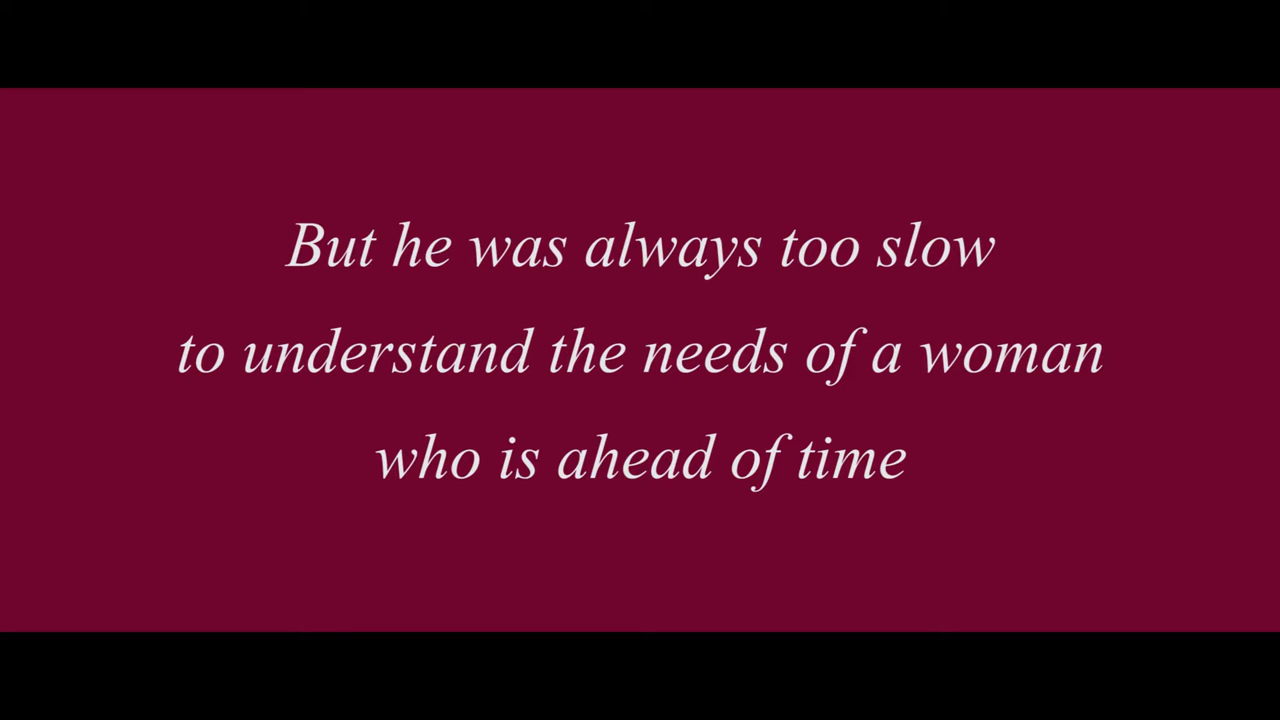 But he was always too slow
to understand the needs of a woman
who is ahead of time